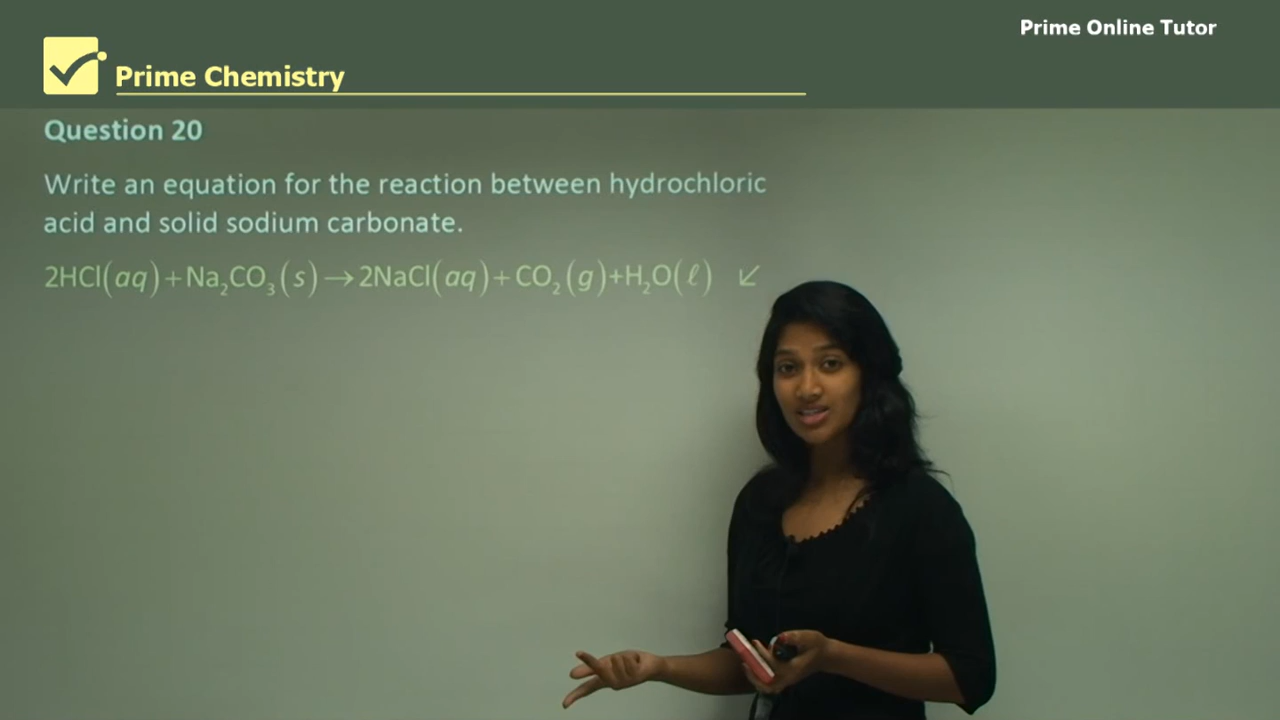 Prime Online Tutor
Prime Chemistry
Question 20
Write an equation for the reaction between hydrochloric
acid and solid sodium carbonate.
2HCl(aq)+Na₂CO₃(s)→2NaCl(aq)+CO₂(g)+H₂O(ℓ) ↙